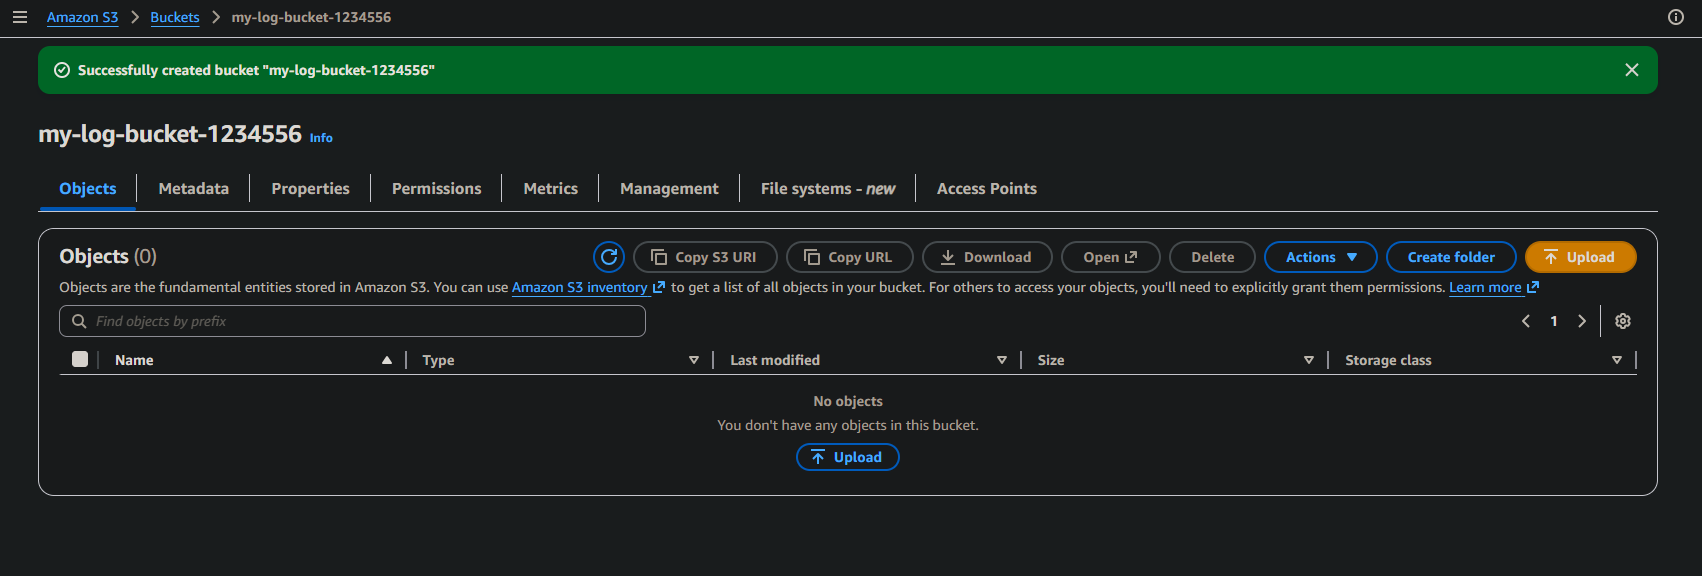 Amazon S3 > Buckets > my-log-bucket-1234556
Successfully created bucket "my-log-bucket-1234556"
my-log-bucket-1234556 Info
Objects Metadata Properties Permissions Metrics Management File systems - new Access Points
Objects (0) Copy S3 URI Copy URL Download Open Delete Actions Create folder Upload
Objects are the fundamental entities stored in Amazon S3. You can use Amazon S3 inventory to get a list of all objects in your bucket. For others to access your objects, you'll need to explicitly grant them permissions. Learn more
Find objects by prefix 1
Name Type Last modified Size Storage class
No objects
You don't have any objects in this bucket.
Upload